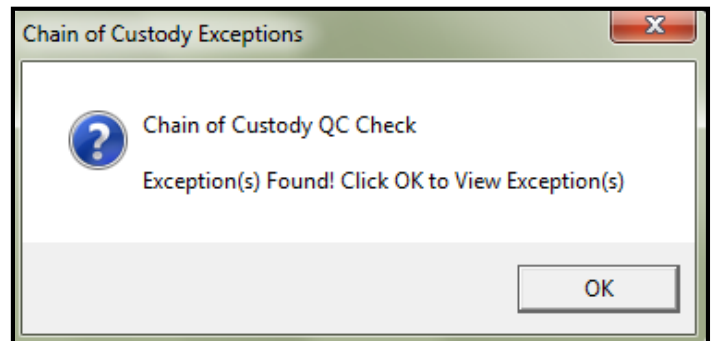 Chain of Custody Exceptions
Chain of Custody QC Check
Exception(s) Found! Click OK to View Exception(s)
OK